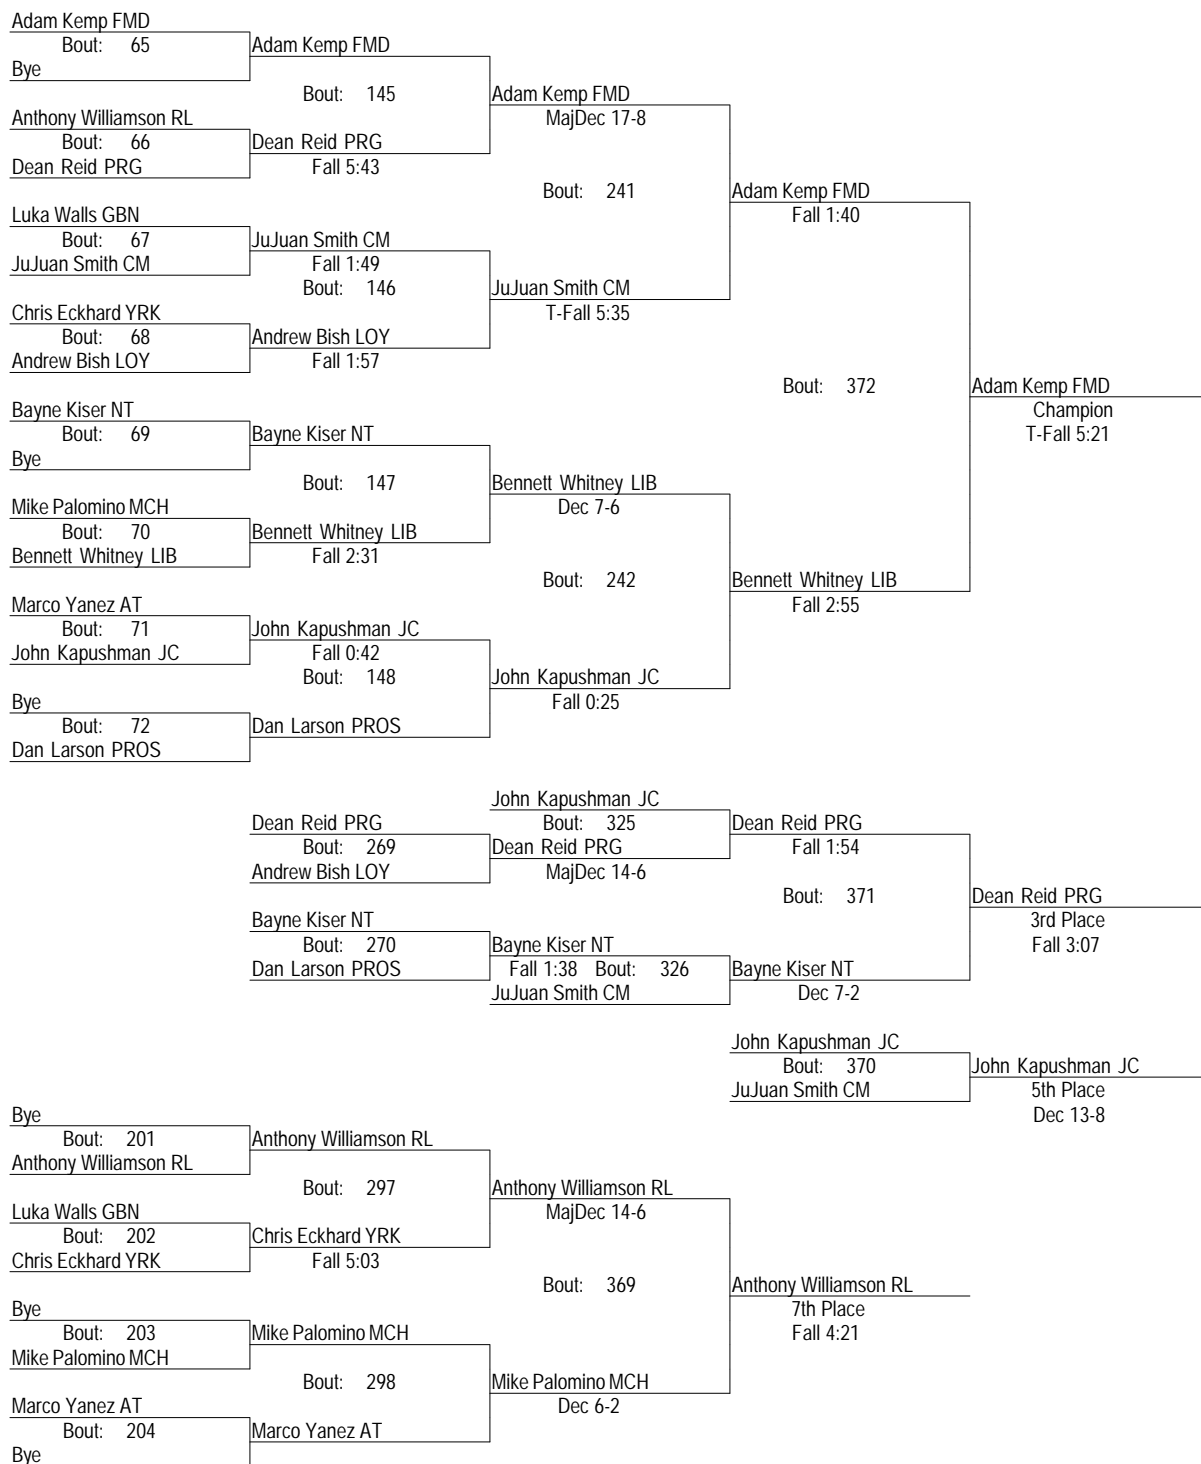 Adam Kemp FMD
Bout: 65 Adam Kemp FMD
Bye
Bout: 145 Adam Kemp FMD
Anthony Williamson RL MajDec 17-8
Bout: 66 Dean Reid PRG
Dean Reid PRG Fall 5:43
Bout: 241 Adam Kemp FMD
Luka Walls GBN Fall 1:40
Bout: 67 JuJuan Smith CM
JuJuan Smith CM Fall 1:49
Bout: 146 JuJuan Smith CM
Chris Eckhard YRK T-Fall 5:35
Bout: 68 Andrew Bish LOY
Andrew Bish LOY Fall 1:57
Bout: 372 Adam Kemp FMD
Bayne Kiser NT Champion
Bout: 69 Bayne Kiser NT T-Fall 5:21
Bye
Bout: 147 Bennett Whitney LIB
Mike Palomino MCH Dec 7-6
Bout: 70 Bennett Whitney LIB
Bennett Whitney LIB Fall 2:31
Bout: 242 Bennett Whitney LIB
Marco Yanez AT Fall 2:55
Bout: 71 John Kapushman JC
John Kapushman JC Fall 0:42
Bout: 148 John Kapushman JC
Bye Fall 0:25
Bout: 72 Dan Larson PROS
Dan Larson PROS
John Kapushman JC
Dean Reid PRG Bout: 325 Dean Reid PRG
Bout: 269 Dean Reid PRG Fall 1:54
Andrew Bish LOY MajDec 14-6
Bout: 371 Dean Reid PRG
Bayne Kiser NT 3rd Place
Bout: 270 Bayne Kiser NT Fall 3:07
Dan Larson PROS Fall 1:38 Bout: 326 Bayne Kiser NT
JuJuan Smith CM Dec 7-2
John Kapushman JC
Bout: 370 John Kapushman JC
JuJuan Smith CM 5th Place
Bye Dec 13-8
Bout: 201 Anthony Williamson RL
Anthony Williamson RL
Bout: 297 Anthony Williamson RL
Luka Walls GBN MajDec 14-6
Bout: 202 Chris Eckhard YRK
Chris Eckhard YRK Fall 5:03
Bout: 369 Anthony Williamson RL
Bye 7th Place
Bout: 203 Mike Palomino MCH Fall 4:21
Mike Palomino MCH
Bout: 298 Mike Palomino MCH
Marco Yanez AT Dec 6-2
Bout: 204 Marco Yanez AT
Bye